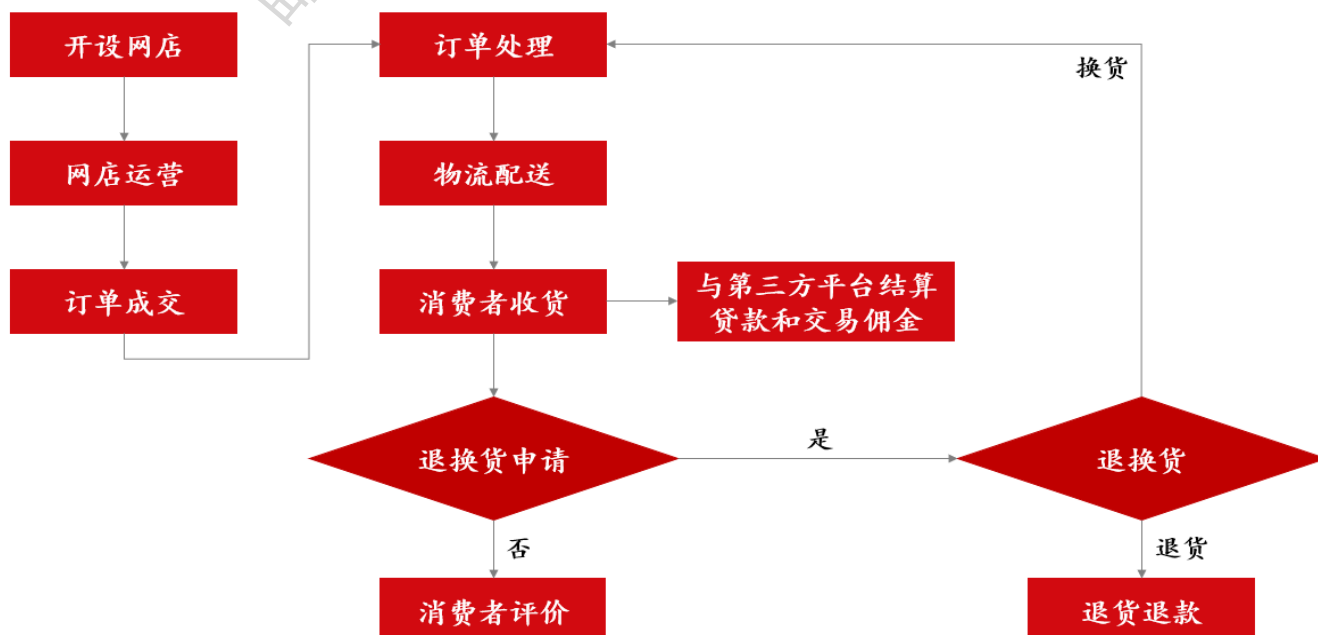 开设网店
订单处理
换货
网店运营
物流配送
订单成交
消费者收货
与第三方平台结算
贷款和交易佣金
退换货申请
是
退换货
否
退货
消费者评价
退货退款